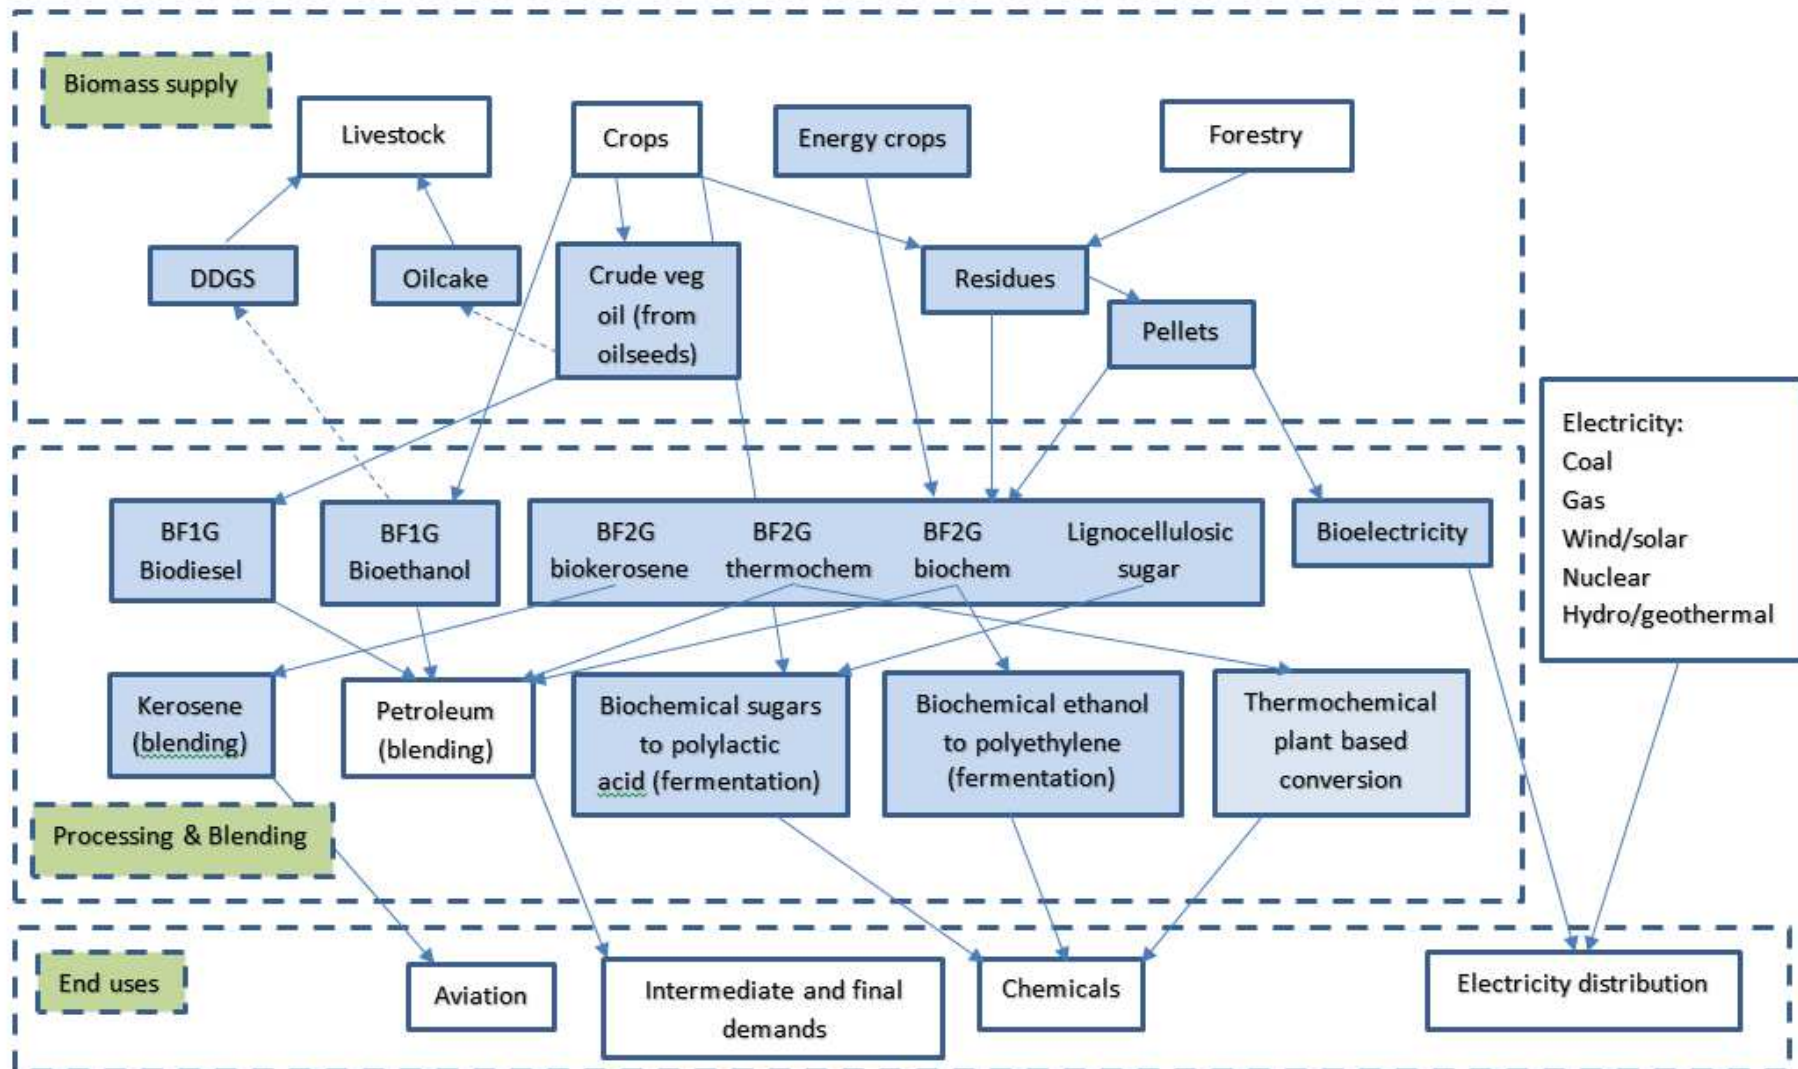 Biomass supply
Livestock
Crops
Energy crops
Forestry
DDGS
Oilcake
Crude veg
oil (from
oilseeds)
Residues
Pellets
Electricity:
Coal
Gas
Wind/solar
Nuclear
Hydro/geothermal
BF1G
Biodiesel
BF1G
Bioethanol
BF2G
biokerosene
BF2G
thermochem
BF2G
biochem
Lignocellulosic
sugar
Bioelectricity
Kerosene
(blending)
Petroleum
(blending)
Biochemical sugars
to polylactic
acid (fermentation)
Biochemical ethanol
to polyethylene
(fermentation)
Thermochemical
plant based
conversion
Processing & Blending
End uses
Aviation
Intermediate and final
demands
Chemicals
Electricity distribution